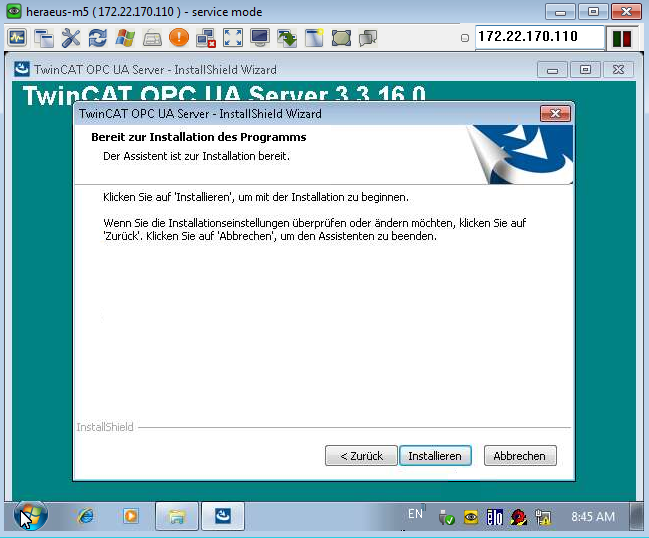 heraeus-m5 ( 172.22.170.110 ) - service mode
172.22.170.110
TwinCAT OPC UA Server - InstallShield Wizard
TwinCAT OPC UA Server 3.3.16.0
TwinCAT OPC UA Server - InstallShield Wizard
Bereit zur Installation des Programms
Der Assistent ist zur Installation bereit.
Klicken Sie auf 'Installieren', um mit der Installation zu beginnen.
Wenn Sie die Installationseinstellungen überprüfen oder ändern möchten, klicken Sie auf
'Zurück'. Klicken Sie auf 'Abbrechen', um den Assistenten zu beenden.
InstallShield
< Zurück Installieren Abbrechen
EN 8:45 AM